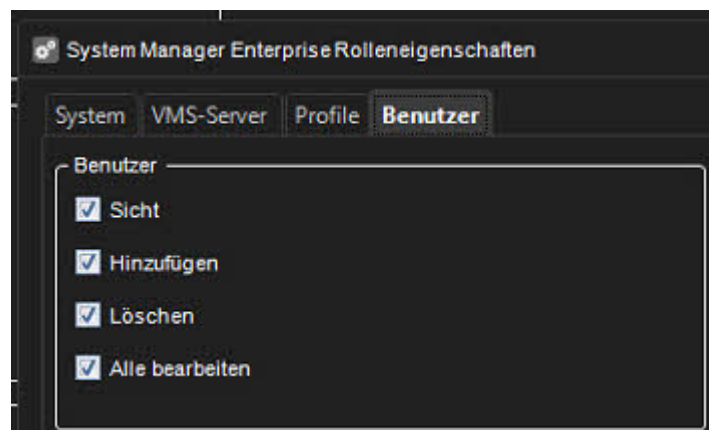 System Manager Enterprise Rolleneigenschaften
System VMS-Server Profile Benutzer
Benutzer
Sicht
Hinzufügen
Löschen
Alle bearbeiten